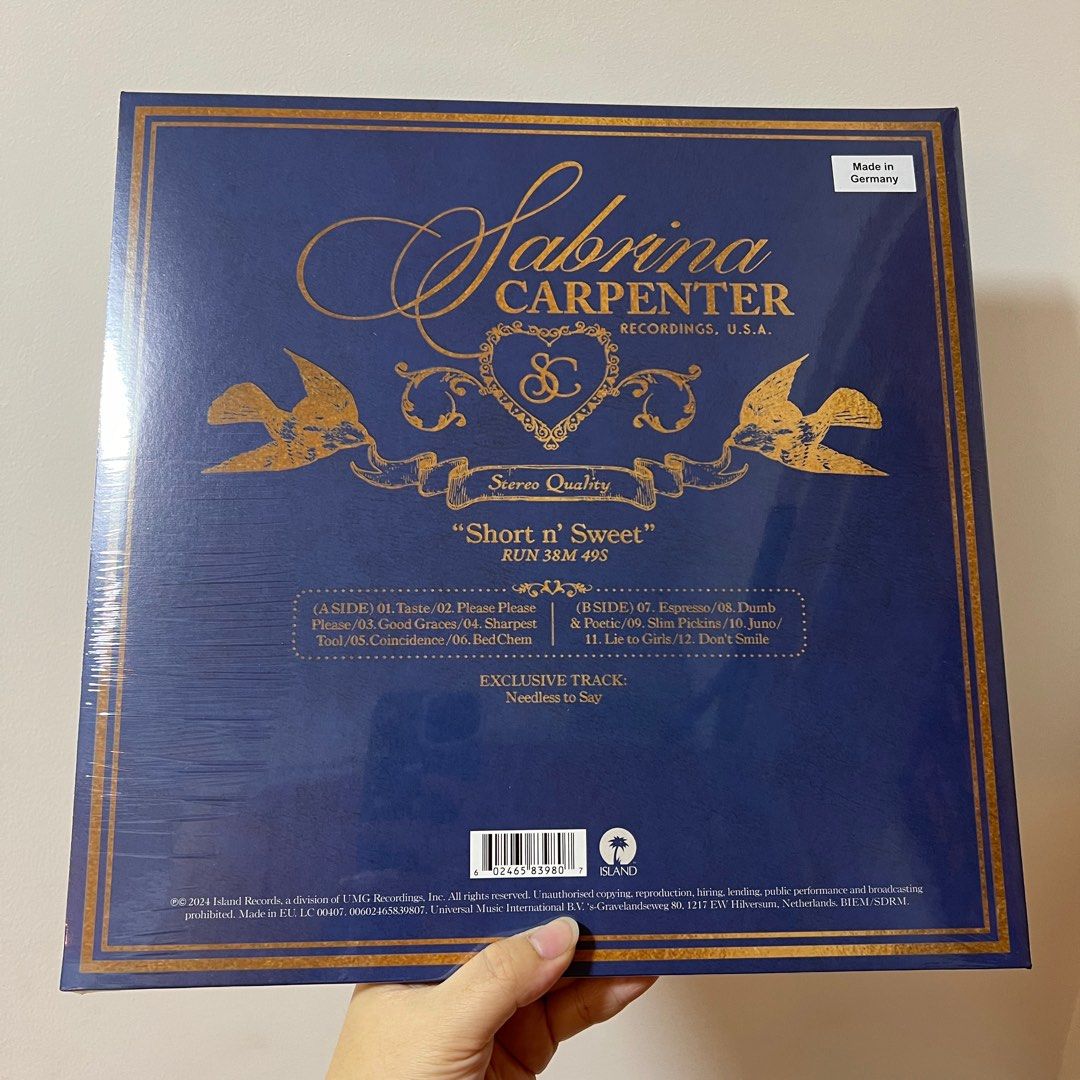 Made in
Germany
Sabrina
CARPENTER
RECORDINGS, U.S.A.
SC
Stereo Quality
“Short n’ Sweet”
RUN 38M 49S
(A SIDE) 01. Taste/02. Please Please
Please/03. Good Graces/04. Sharpest
Tool/05. Coincidence/06. Bed Chem
(B SIDE) 07. Espresso/08. Dumb
& Poetic/09. Slim Pickins/10. Juno/
11. Lie to Girls/12. Don't Smile
EXCLUSIVE TRACK:
Needless to Say
6 02465 83980 7
ISLAND
℗© 2024 Island Records, a division of UMG Recordings, Inc. All rights reserved. Unauthorised copying, reproduction, hiring, lending, public performance and broadcasting
prohibited. Made in EU. LC 00407. 00602465839807. Universal Music International B.V. ‘s-Gravelandseweg 80, 1217 EW Hilversum, Netherlands. BIEM/SDRM.